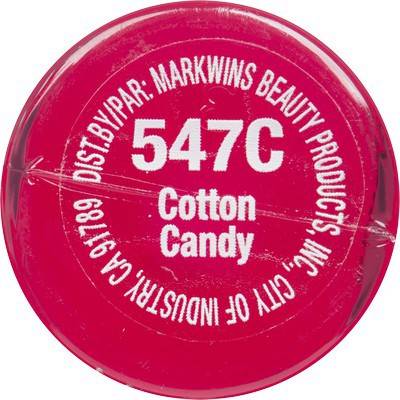 DIST.BY/PAR: MARKWINS BEAUTY PRODUCTS, INC., CITY OF INDUSTRY, CA 91789
547C
Cotton
Candy